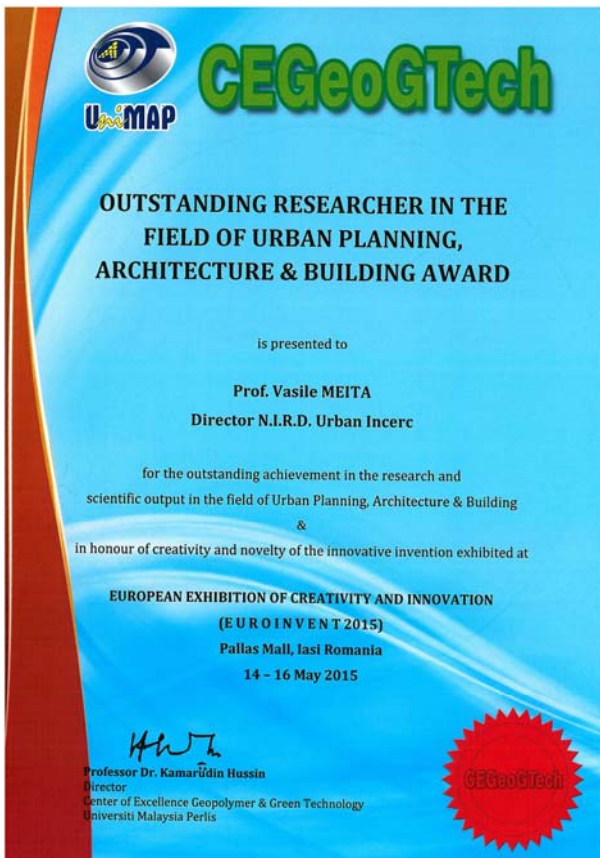 CEGeoGTech
UniMAP
OUTSTANDING RESEARCHER IN THE
FIELD OF URBAN PLANNING,
ARCHITECTURE & BUILDING AWARD
is presented to
Prof. Vasile MEITA
Director N.I.R.D. Urban Incerc
for the outstanding achievement in the research and
scientific output in the field of Urban Planning, Architecture & Building
&
in honour of creativity and novelty of the innovative invention exhibited at
EUROPEAN EXHIBITION OF CREATIVITY AND INNOVATION
(E U R O I N V E N T 2015)
Pallas Mall, Iasi Romania
14 – 16 May 2015
Professor Dr. Kamarudin Hussin
Director
Center of Excellence Geopolymer & Green Technology
Universiti Malaysia Perlis
CEGeoGTech